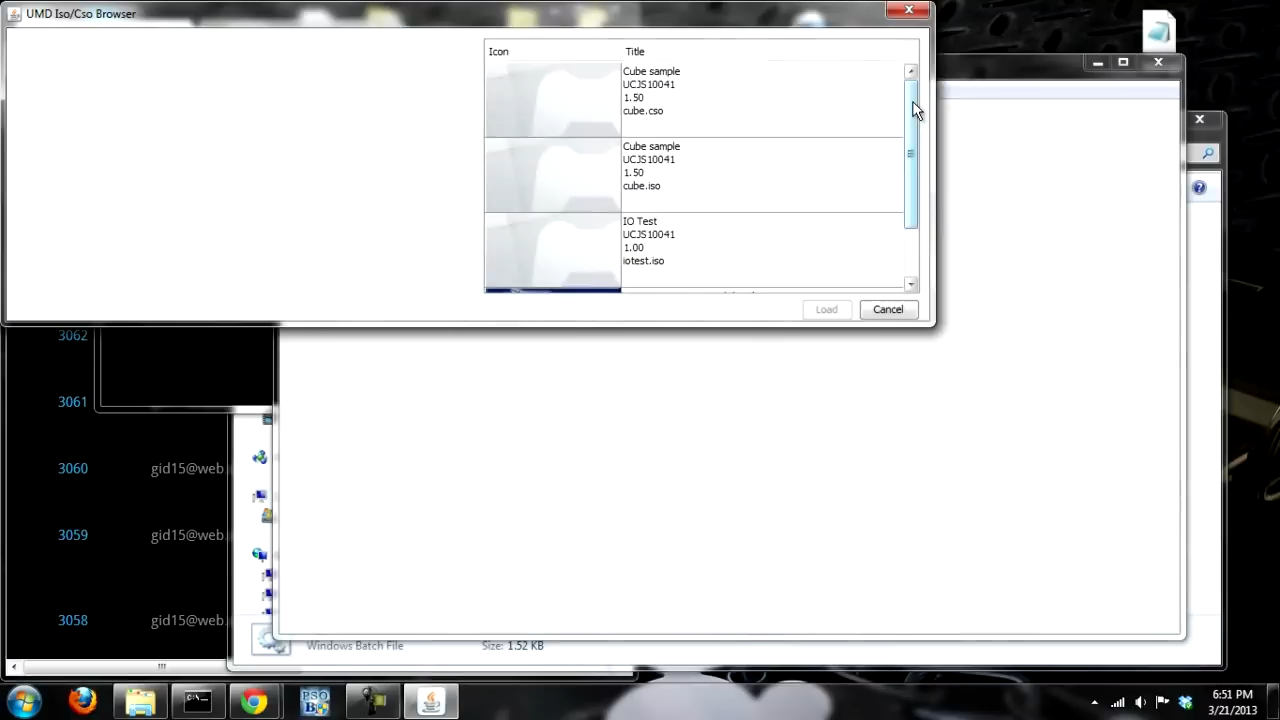 UMD Iso/Cso Browser
Icon Title
Cube sample
UCJS10041
1.50
cube.cso
Cube sample
UCJS10041
1.50
cube.iso
IO Test
UCJS10041
1.00
iotest.iso
Load Cancel
3062
3061
3060 gid15@web.
3059 gid15@web.
3058 gid15@web.
Windows Batch File Size: 1.52 KB
PSO
6:51 PM
3/21/2013